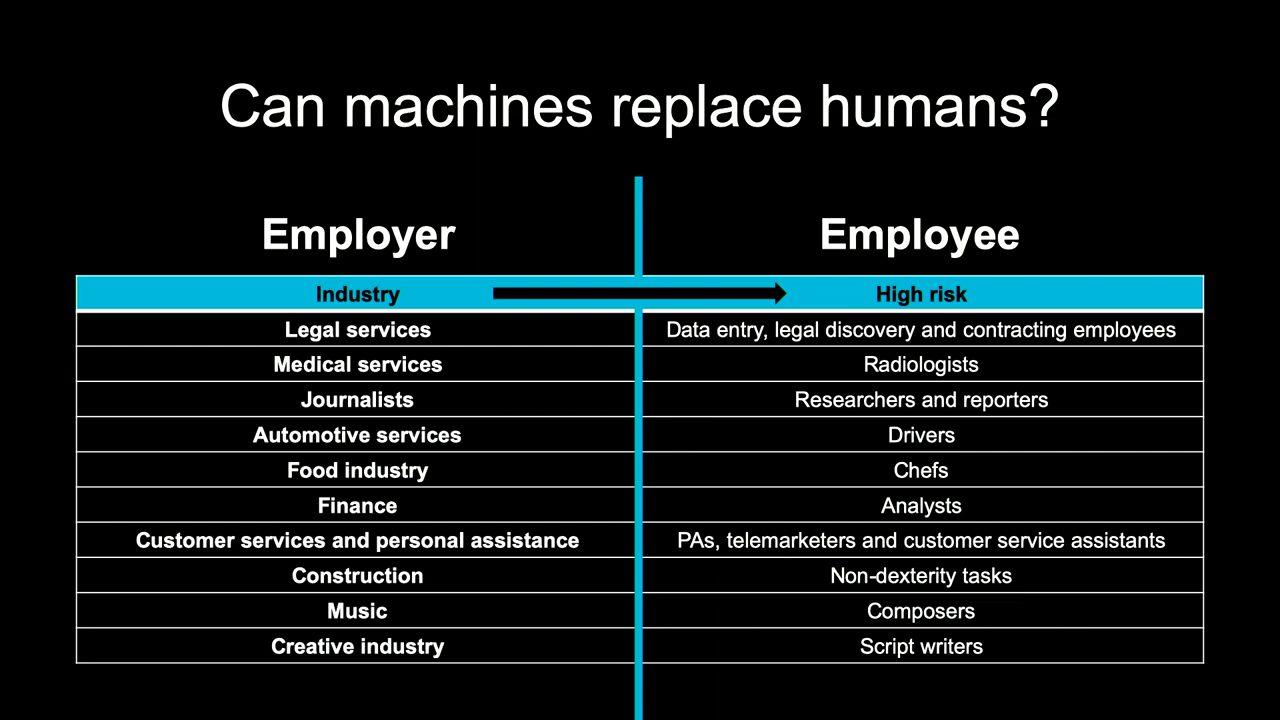 Can machines replace humans?
Employer Employee
Industry High risk
Legal services Data entry, legal discovery and contracting employees
Medical services Radiologists
Journalists Researchers and reporters
Automotive services Drivers
Food industry Chefs
Finance Analysts
Customer services and personal assistance PAs, telemarketers and customer service assistants
Construction Non-dexterity tasks
Music Composers
Creative industry Script writers